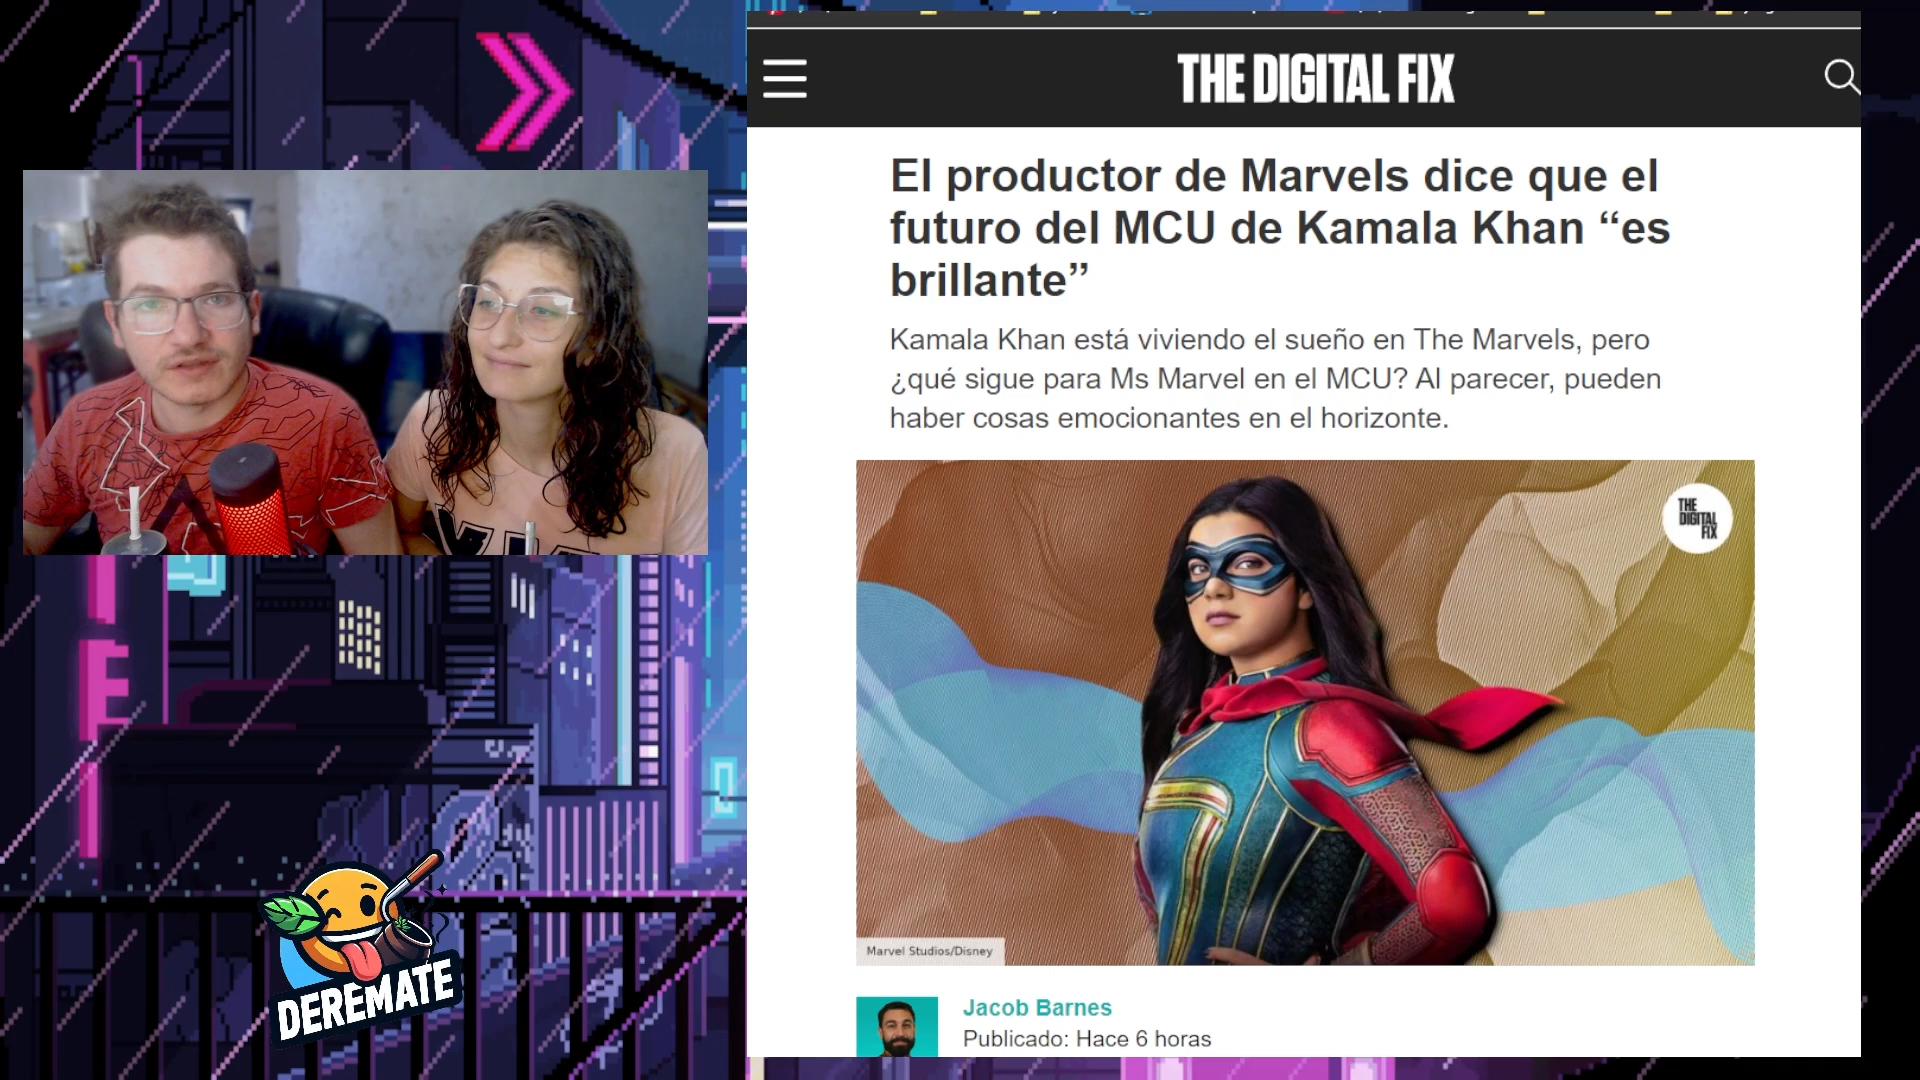 THE DIGITAL FIX
El productor de Marvels dice que el
futuro del MCU de Kamala Khan “es
brillante”
Kamala Khan está viviendo el sueño en The Marvels, pero
¿qué sigue para Ms Marvel en el MCU? Al parecer, pueden
haber cosas emocionantes en el horizonte.
THE
DIGITAL
FIX
Marvel Studios/Disney
Jacob Barnes
Publicado: Hace 6 horas
DEREMATE